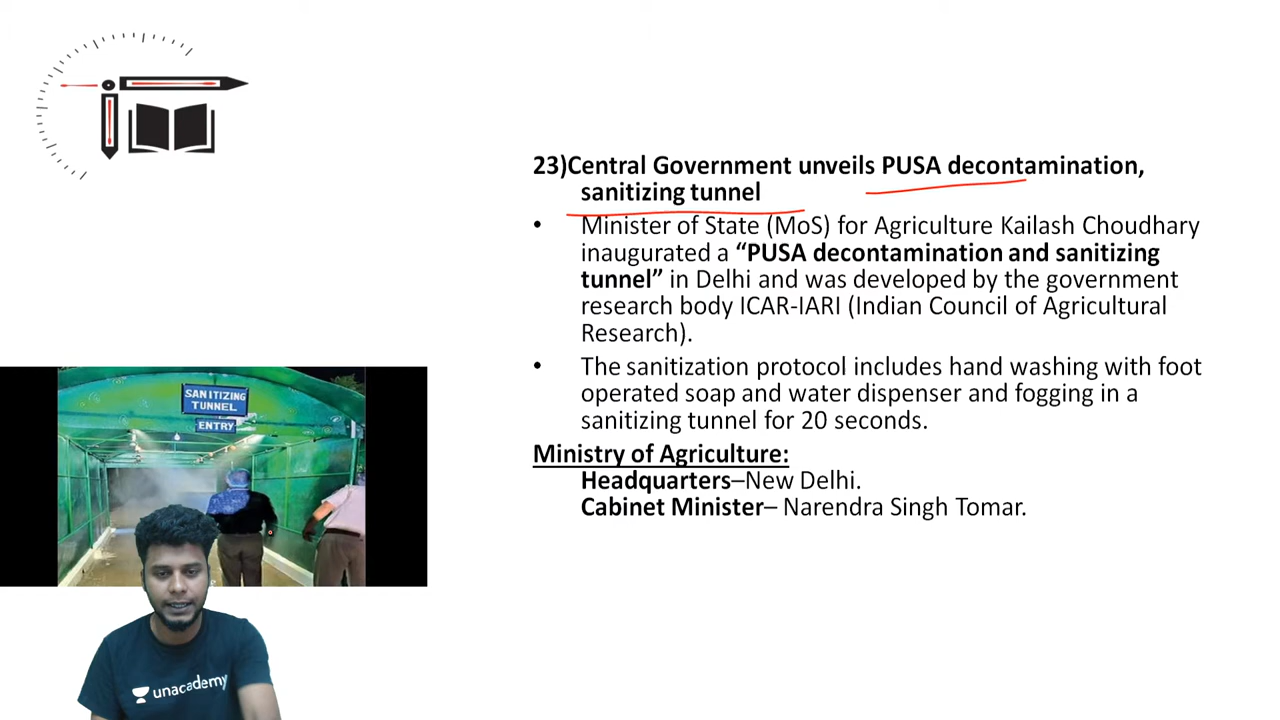 23)Central Government unveils PUSA decontamination,
sanitizing tunnel
• Minister of State (MoS) for Agriculture Kailash Choudhary
inaugurated a “PUSA decontamination and sanitizing
tunnel” in Delhi and was developed by the government
research body ICAR-IARI (Indian Council of Agricultural
Research).
• The sanitization protocol includes hand washing with foot
operated soap and water dispenser and fogging in a
sanitizing tunnel for 20 seconds.
Ministry of Agriculture:
Headquarters–New Delhi.
Cabinet Minister– Narendra Singh Tomar.
SANITIZING
TUNNEL
ENTRY
unacademy